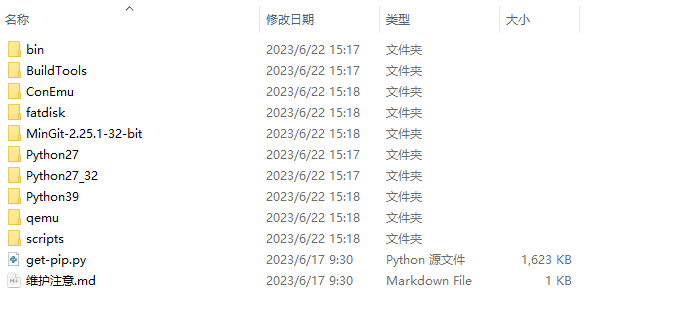 名称 修改日期 类型 大小
bin 2023/6/22 15:17 文件夹
BuildTools 2023/6/22 15:17 文件夹
ConEmu 2023/6/22 15:18 文件夹
fatdisk 2023/6/22 15:18 文件夹
MinGit-2.25.1-32-bit 2023/6/22 15:18 文件夹
Python27 2023/6/22 15:17 文件夹
Python27_32 2023/6/22 15:17 文件夹
Python39 2023/6/22 15:18 文件夹
qemu 2023/6/22 15:18 文件夹
scripts 2023/6/22 15:18 文件夹
get-pip.py 2023/6/17 9:30 Python 源文件 1,623 KB
维护注意.md 2023/6/17 9:30 Markdown File 1 KB